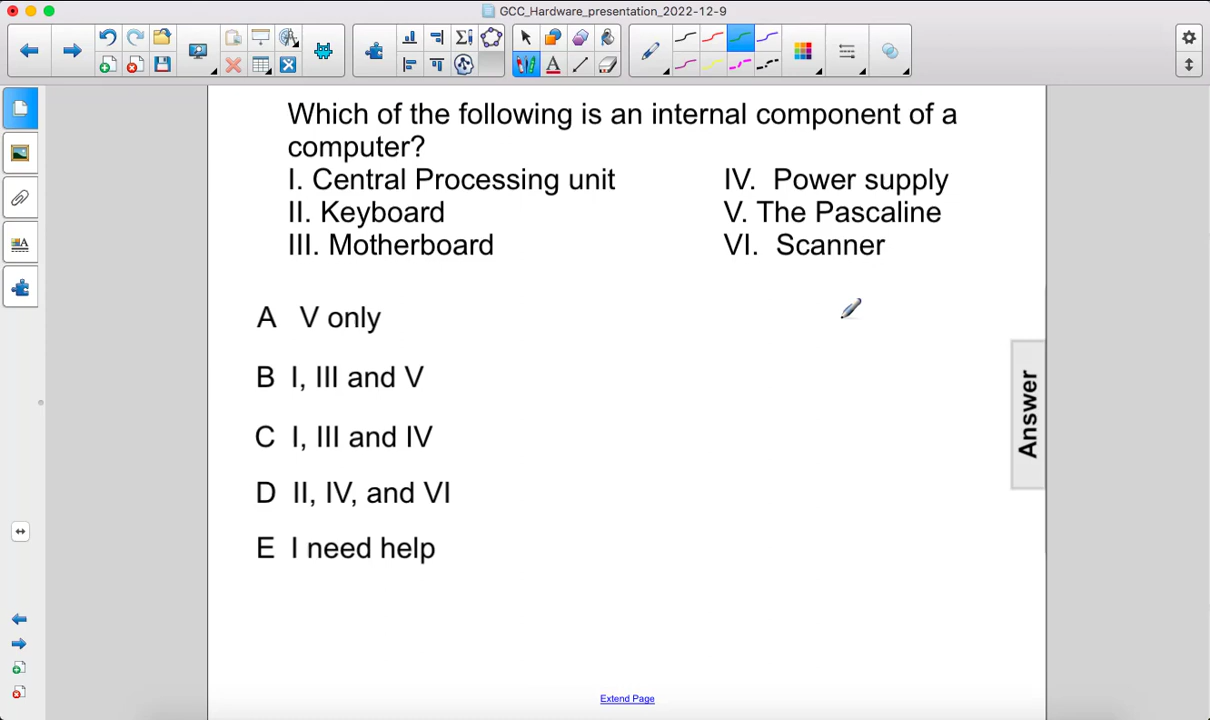 GCC_Hardware_presentation_2022-12-9
Which of the following is an internal component of a
computer?
I. Central Processing unit
IV. Power supply
II. Keyboard
V. The Pascaline
III. Motherboard
VI. Scanner
A V only
B I, III and V
C I, III and IV
D II, IV, and VI
E I need help
Answer
Extend Page